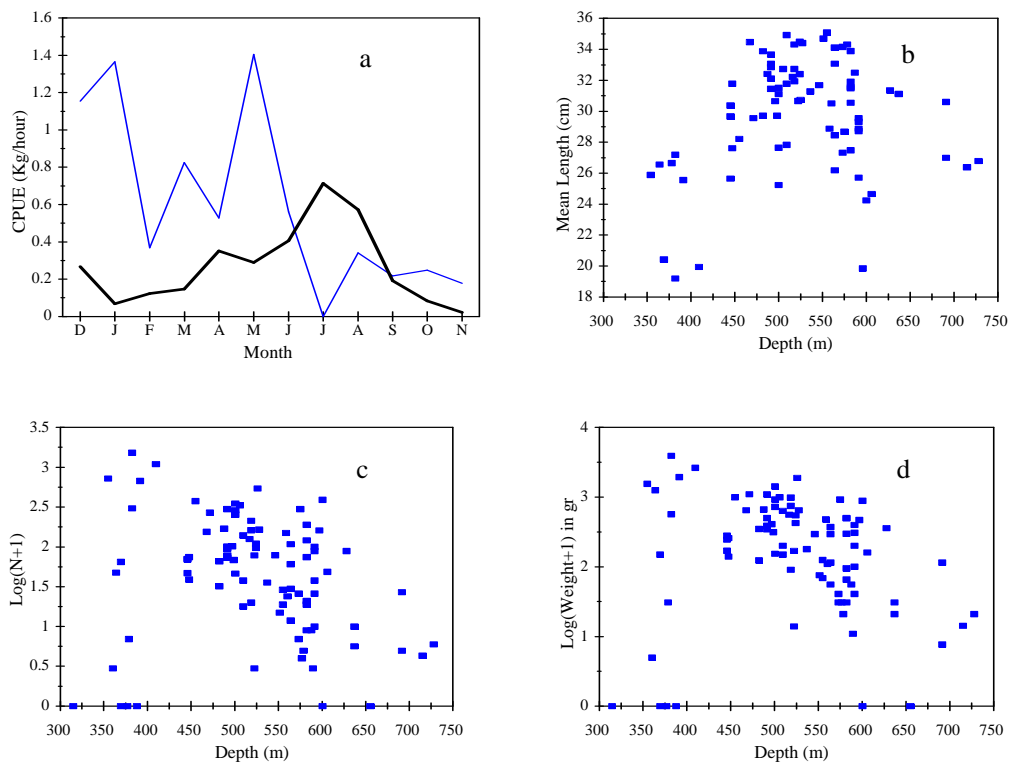 a
CPUE (Kg/hour)
1.6
1.4
1.2
1
0.8
0.6
0.4
0.2
0
D J F M A M J J A S O N
Month
b
Mean Length (cm)
36
34
32
30
28
26
24
22
20
18
300 350 400 450 500 550 600 650 700 750
Depth (m)
c
Log(N+1)
3.5
3
2.5
2
1.5
1
0.5
0
300 350 400 450 500 550 600 650 700 750
Depth (m)
d
Log(Weight+1) in gr
4
3
2
1
0
300 350 400 450 500 550 600 650 700 750
Depth (m)